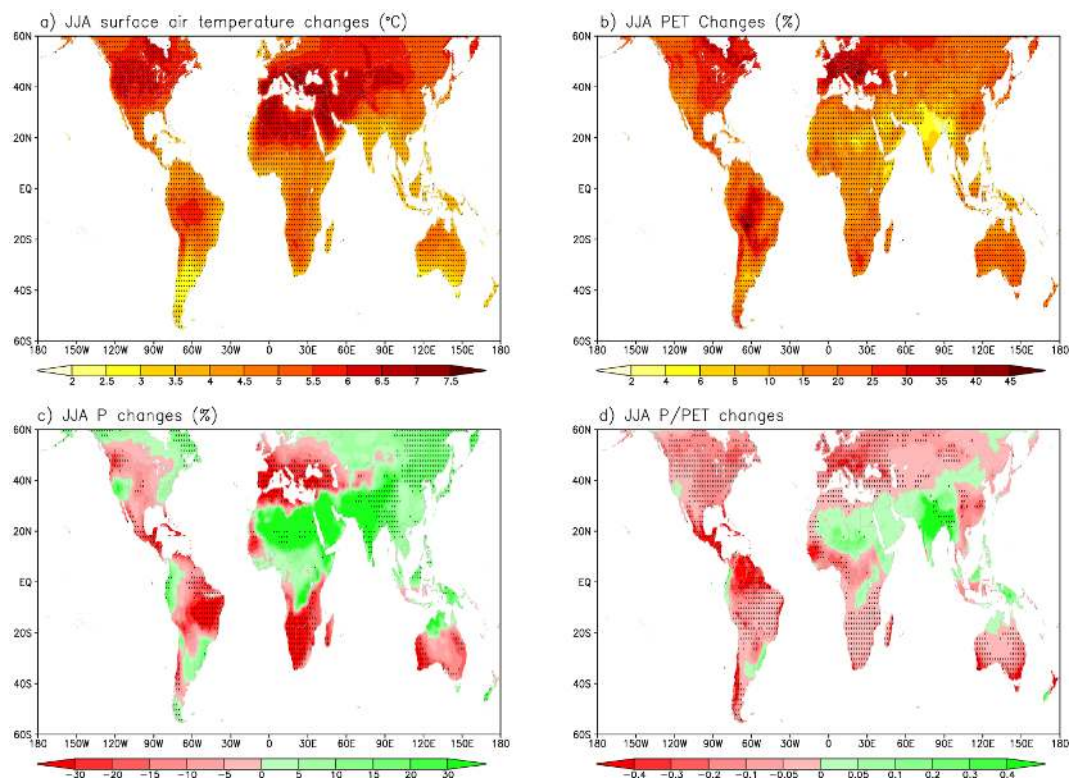 a) JJA surface air temperature changes (°C)
60N
40N
20N
EQ
20S
40S
60S
180 150W 120W 90W 60W 30W 0 30E 60E 90E 120E 150E 180
2 2.5 3 3.5 4 4.5 5 5.5 6 6.5 7 7.5
b) JJA PET Changes (%)
60N
40N
20N
EQ
20S
40S
60S
180 150W 120W 90W 60W 30W 0 30E 60E 90E 120E 150E 180
2 4 6 8 10 15 20 25 30 35 40 45
c) JJA P changes (%)
60N
40N
20N
EQ
20S
40S
60S
180 150W 120W 90W 60W 30W 0 30E 60E 90E 120E 150E 180
-30 -20 -15 -10 -5 0 5 10 15 20 30
d) JJA P/PET changes
60N
40N
20N
EQ
20S
40S
60S
180 150W 120W 90W 60W 30W 0 30E 60E 90E 120E 150E 180
-0.4 -0.3 -0.2 -0.1 -0.05 0 0.05 0.1 0.2 0.3 0.4